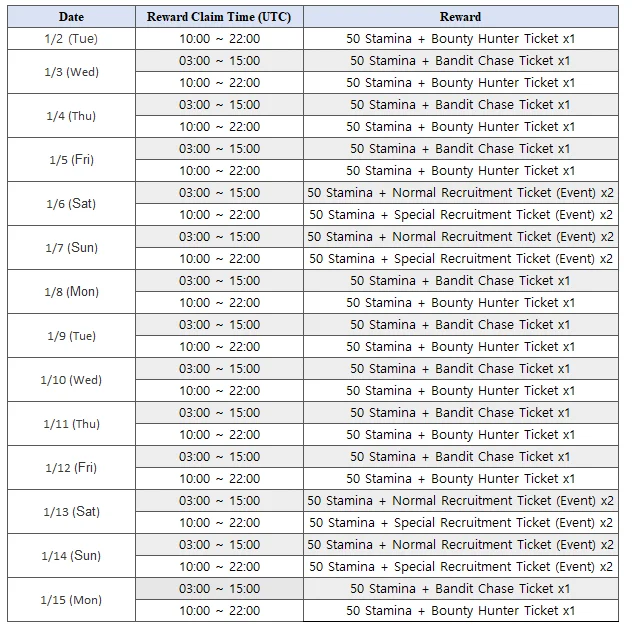 Date Reward Claim Time (UTC) Reward
1/2 (Tue) 10:00 ~ 22:00 50 Stamina + Bounty Hunter Ticket x1
1/3 (Wed) 03:00 ~ 15:00 50 Stamina + Bandit Chase Ticket x1
10:00 ~ 22:00 50 Stamina + Bounty Hunter Ticket x1
1/4 (Thu) 03:00 ~ 15:00 50 Stamina + Bandit Chase Ticket x1
10:00 ~ 22:00 50 Stamina + Bounty Hunter Ticket x1
1/5 (Fri) 03:00 ~ 15:00 50 Stamina + Bandit Chase Ticket x1
10:00 ~ 22:00 50 Stamina + Bounty Hunter Ticket x1
1/6 (Sat) 03:00 ~ 15:00 50 Stamina + Normal Recruitment Ticket (Event) x2
10:00 ~ 22:00 50 Stamina + Special Recruitment Ticket (Event) x2
1/7 (Sun) 03:00 ~ 15:00 50 Stamina + Normal Recruitment Ticket (Event) x2
10:00 ~ 22:00 50 Stamina + Special Recruitment Ticket (Event) x2
1/8 (Mon) 03:00 ~ 15:00 50 Stamina + Bandit Chase Ticket x1
10:00 ~ 22:00 50 Stamina + Bounty Hunter Ticket x1
1/9 (Tue) 03:00 ~ 15:00 50 Stamina + Bandit Chase Ticket x1
10:00 ~ 22:00 50 Stamina + Bounty Hunter Ticket x1
1/10 (Wed) 03:00 ~ 15:00 50 Stamina + Bandit Chase Ticket x1
10:00 ~ 22:00 50 Stamina + Bounty Hunter Ticket x1
1/11 (Thu) 03:00 ~ 15:00 50 Stamina + Bandit Chase Ticket x1
10:00 ~ 22:00 50 Stamina + Bounty Hunter Ticket x1
1/12 (Fri) 03:00 ~ 15:00 50 Stamina + Bandit Chase Ticket x1
10:00 ~ 22:00 50 Stamina + Bounty Hunter Ticket x1
1/13 (Sat) 03:00 ~ 15:00 50 Stamina + Normal Recruitment Ticket (Event) x2
10:00 ~ 22:00 50 Stamina + Special Recruitment Ticket (Event) x2
1/14 (Sun) 03:00 ~ 15:00 50 Stamina + Normal Recruitment Ticket (Event) x2
10:00 ~ 22:00 50 Stamina + Special Recruitment Ticket (Event) x2
1/15 (Mon) 03:00 ~ 15:00 50 Stamina + Bandit Chase Ticket x1
10:00 ~ 22:00 50 Stamina + Bounty Hunter Ticket x1